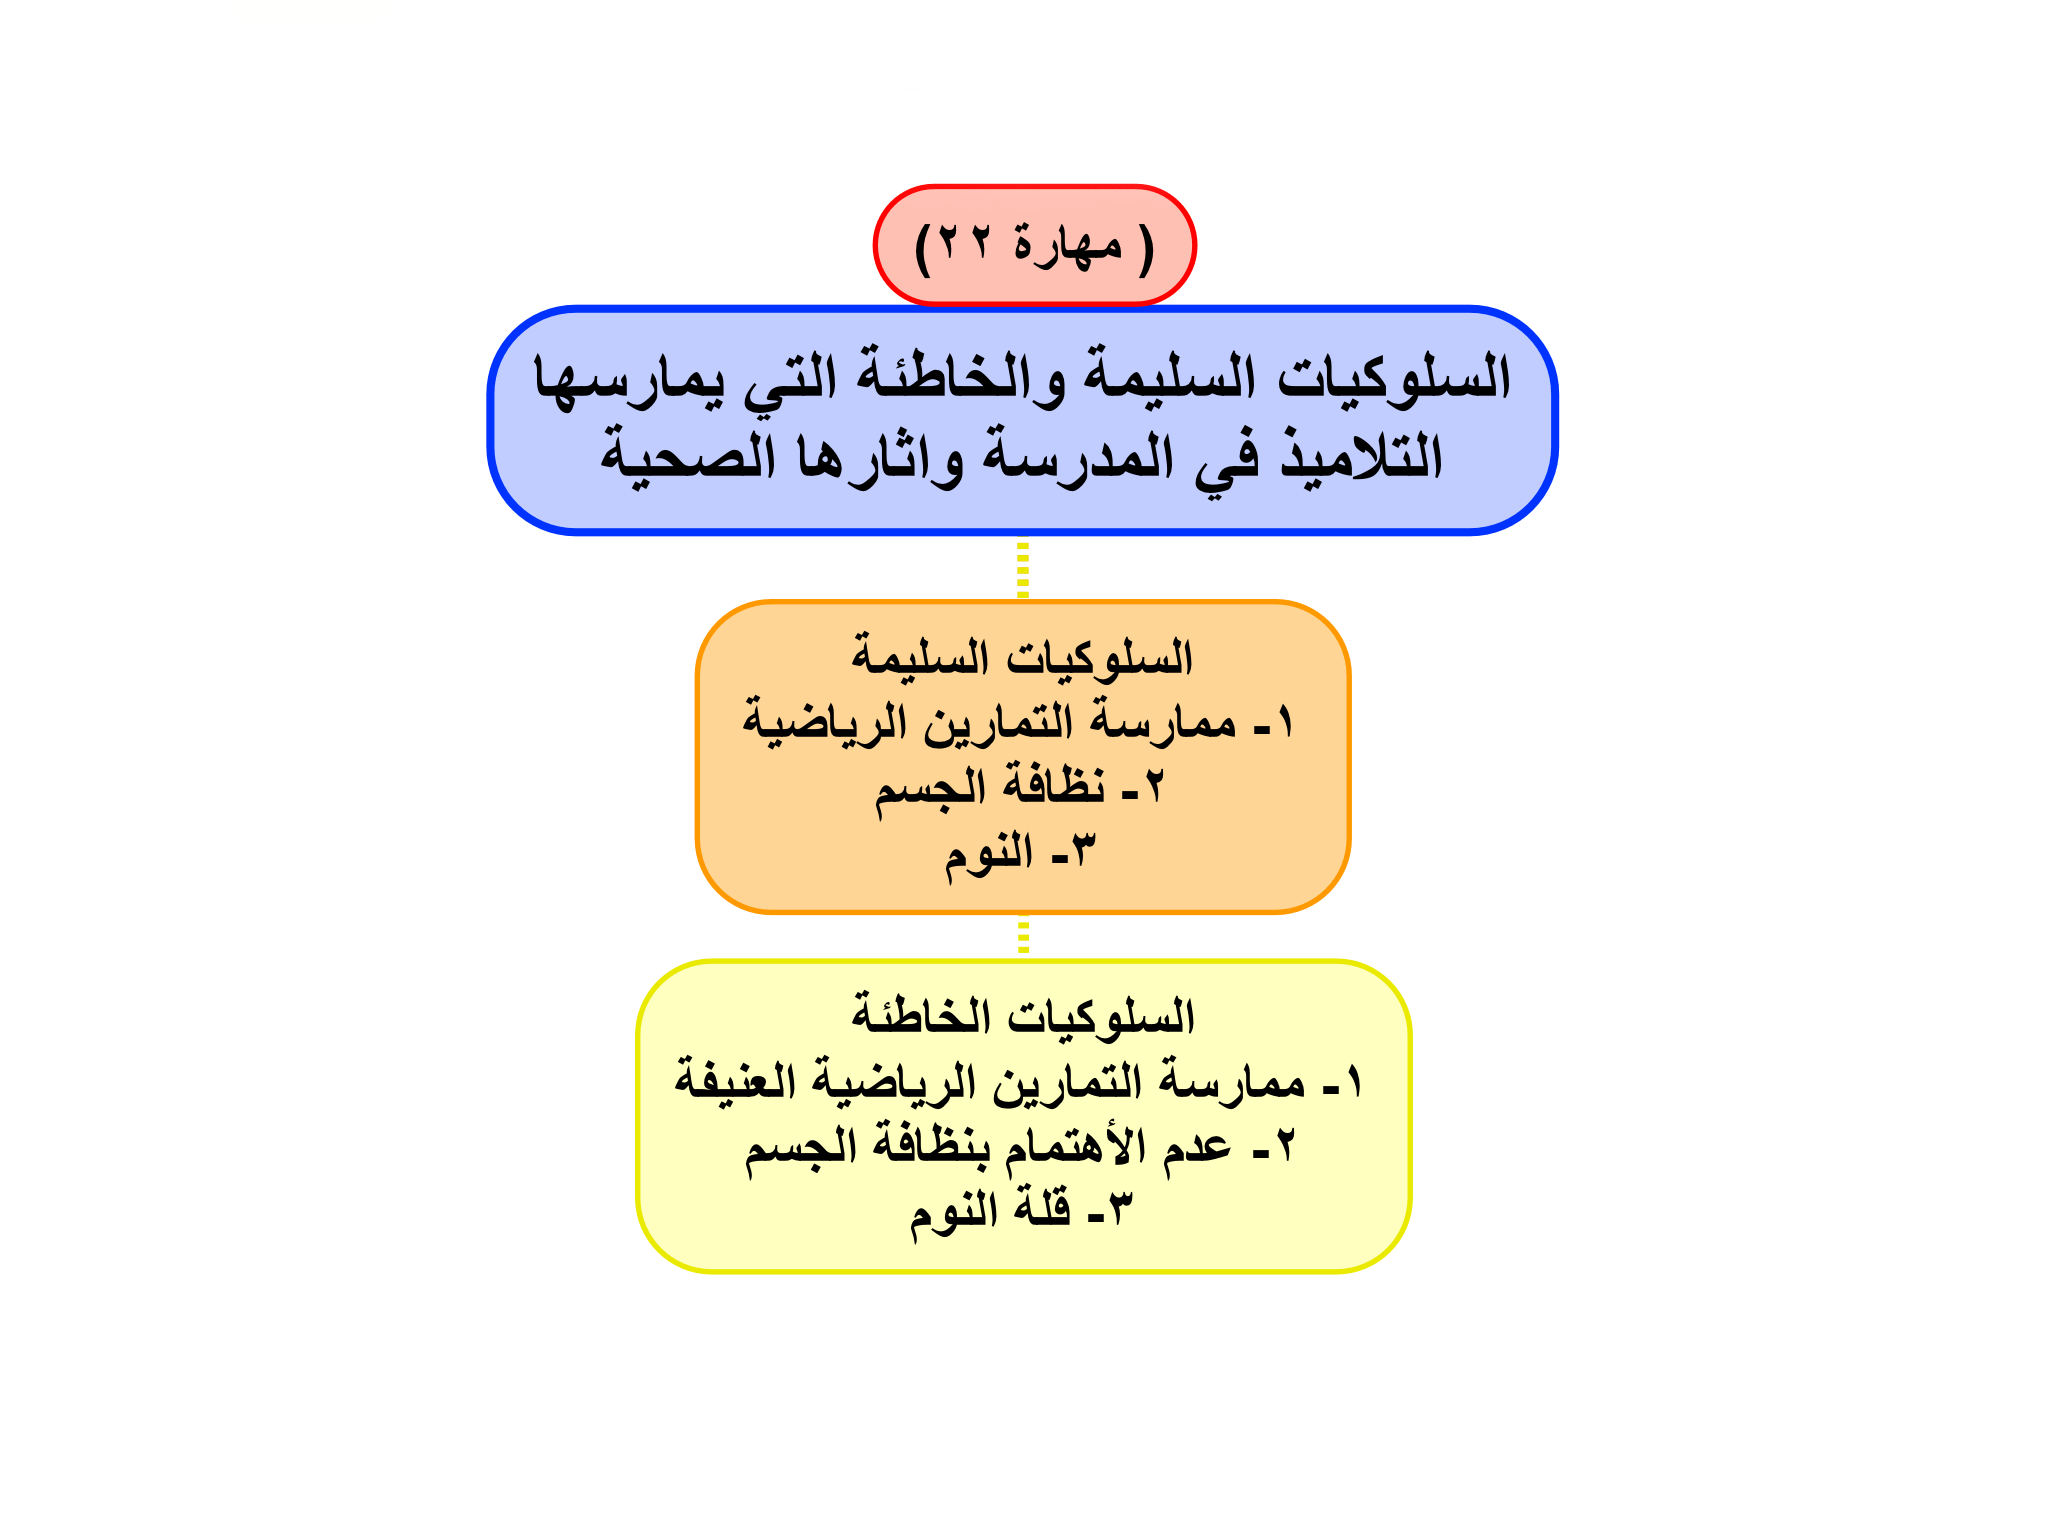 ( مهارة ٢٢)
السلوكيات السليمة والخاطئة التي يمارسها
التلاميذ في المدرسة واثارها الصحية
السلوكيات السليمة
١- ممارسة التمارين الرياضية
٢- نظافة الجسم
٣- النوم
السلوكيات الخاطئة
١- ممارسة التمارين الرياضية العنيفة
٢- عدم الأهتمام بنظافة الجسم
٣- قلة النوم